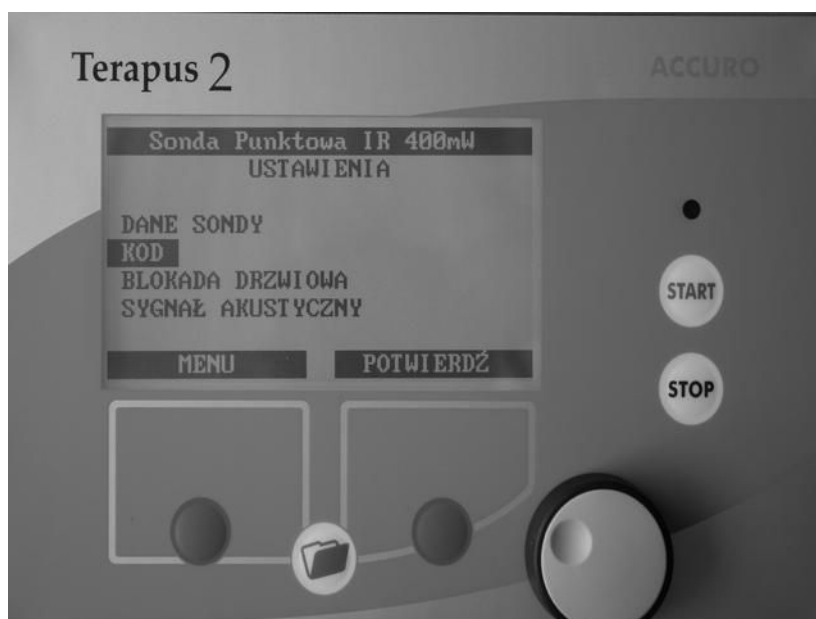 Terapus 2
ACCURO
Sonda Punktowa IR 400mW
USTAWIENIA
DANE SONDY
KOD
BLOKADA DRZWIOWA
SYGNAŁ AKUSTYCZNY
MENU
POTWIERDŹ
START
STOP